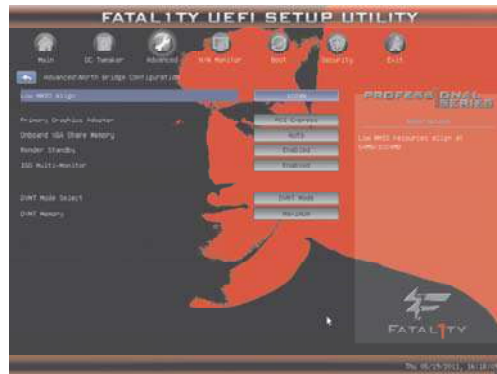 FATAL1TY UEFI SETUP UTILITY
Main
OC Tweaker
Advanced
H/W Monitor
Boot
Security
Exit
Advanced\North Bridge Configuration
Low MMIO Align
PROFESSIONAL
SERIES
Primary Graphics Adapter
PCI Express
Onboard VGA Share Memory
Auto
Low MMIO resources align at
Render Standby
Enabled
IGD Multi-Monitor
Enabled
DVMT Mode Select
DVMT Mode
DVMT Memory
Maximum
FATAL1TY